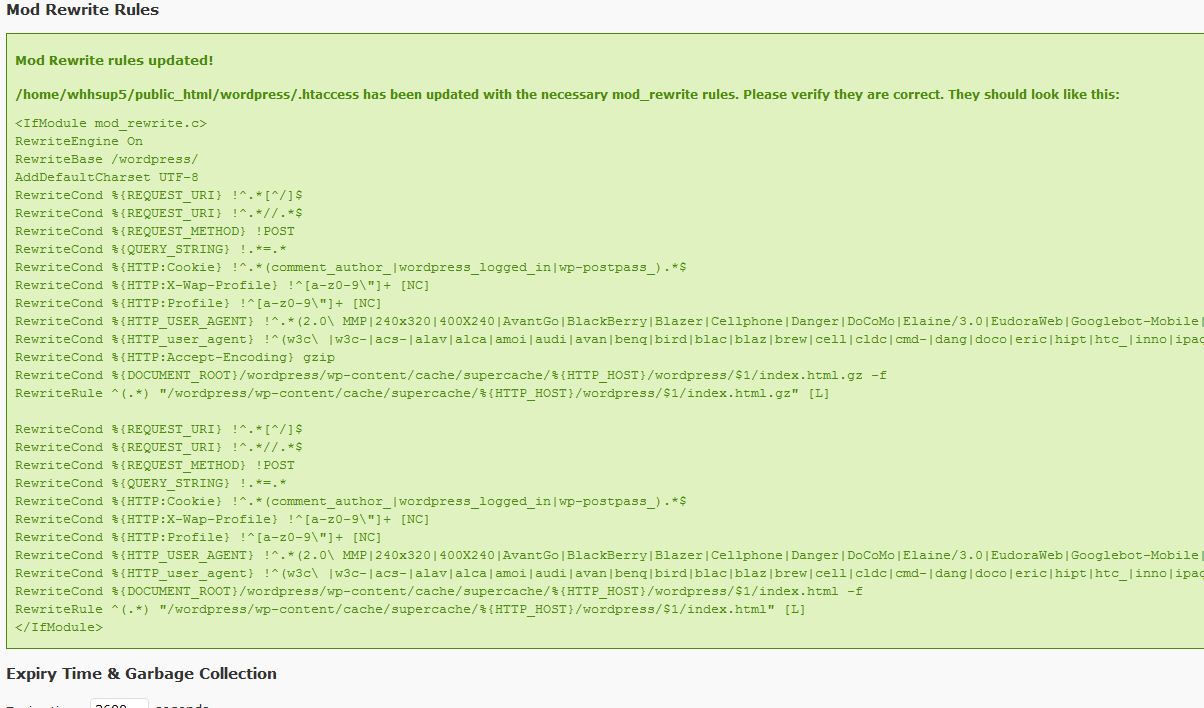 Mod Rewrite Rules
Mod Rewrite rules updated!
/home/whhsup5/public_html/wordpress/.htaccess has been updated with the necessary mod_rewrite rules. Please verify they are correct. They should look like this:
<IfModule mod_rewrite.c>
RewriteEngine On
RewriteBase /wordpress/
AddDefaultCharset UTF-8
RewriteCond %{REQUEST_URI} !^.*[^/]$
RewriteCond %{REQUEST_URI} !^.*//.*$
RewriteCond %{REQUEST_METHOD} !POST
RewriteCond %{QUERY_STRING} !.*=.*
RewriteCond %{HTTP:Cookie} !^.*(comment_author_|wordpress_logged_in|wp-postpass_).*$
RewriteCond %{HTTP:X-Wap-Profile} !^[a-z0-9\"]+ [NC]
RewriteCond %{HTTP:Profile} !^[a-z0-9\"]+ [NC]
RewriteCond %{HTTP_USER_AGENT} !^.*(2.0\ MMP|240x320|400X240|AvantGo|BlackBerry|Blazer|Cellphone|Danger|DoCoMo|Elaine/3.0|EudoraWeb|Googlebot-Mobile|
RewriteCond %{HTTP_user_agent} !^(w3c\ |w3c-|acs-|alav|alca|amoi|audi|avan|benq|bird|blac|blaz|brew|cell|cldc|cmd-|dang|doco|eric|hipt|htc_|inno|ipaq
RewriteCond %{HTTP:Accept-Encoding} gzip
RewriteCond %{DOCUMENT_ROOT}/wordpress/wp-content/cache/supercache/%{HTTP_HOST}/wordpress/$1/index.html.gz -f
RewriteRule ^(.*) "/wordpress/wp-content/cache/supercache/%{HTTP_HOST}/wordpress/$1/index.html.gz" [L]
RewriteCond %{REQUEST_URI} !^.*[^/]$
RewriteCond %{REQUEST_URI} !^.*//.*$
RewriteCond %{REQUEST_METHOD} !POST
RewriteCond %{QUERY_STRING} !.*=.*
RewriteCond %{HTTP:Cookie} !^.*(comment_author_|wordpress_logged_in|wp-postpass_).*$
RewriteCond %{HTTP:X-Wap-Profile} !^[a-z0-9\"]+ [NC]
RewriteCond %{HTTP:Profile} !^[a-z0-9\"]+ [NC]
RewriteCond %{HTTP_USER_AGENT} !^.*(2.0\ MMP|240x320|400X240|AvantGo|BlackBerry|Blazer|Cellphone|Danger|DoCoMo|Elaine/3.0|EudoraWeb|Googlebot-Mobile|
RewriteCond %{HTTP_user_agent} !^(w3c\ |w3c-|acs-|alav|alca|amoi|audi|avan|benq|bird|blac|blaz|brew|cell|cldc|cmd-|dang|doco|eric|hipt|htc_|inno|ipaq
RewriteCond %{DOCUMENT_ROOT}/wordpress/wp-content/cache/supercache/%{HTTP_HOST}/wordpress/$1/index.html -f
RewriteRule ^(.*) "/wordpress/wp-content/cache/supercache/%{HTTP_HOST}/wordpress/$1/index.html" [L]
</IfModule>
Expiry Time & Garbage Collection